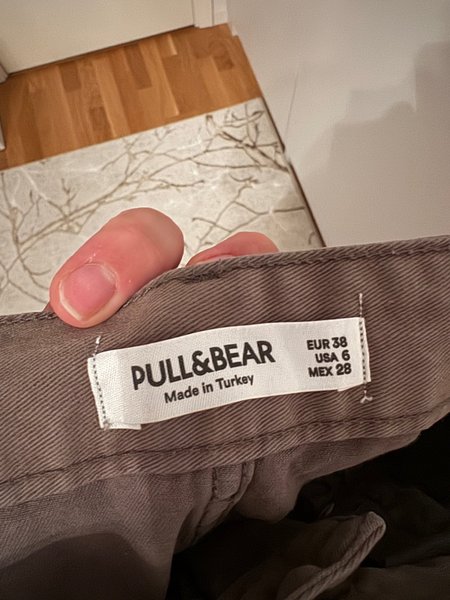 PULL&BEAR
Made in Turkey
EUR 38
USA 6
MEX 28